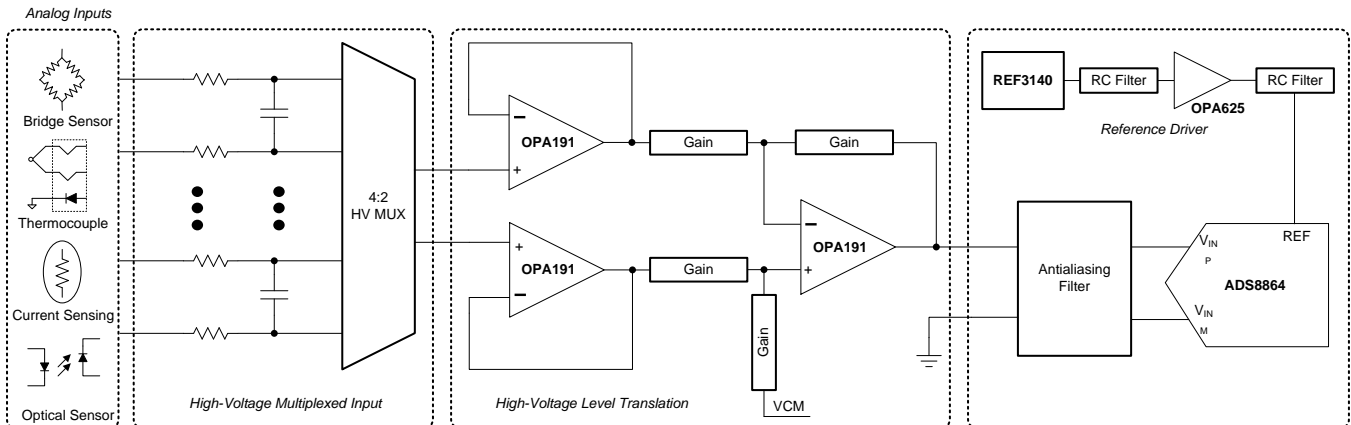 Analog Inputs
Bridge Sensor
Thermocouple
Current Sensing
Optical Sensor
4:2
HV MUX
High-Voltage Multiplexed Input
OPA191
+
Gain
Gain
+
OPA191
Gain
OPA191
+
Gain
VCM
High-Voltage Level Translation
REF3140
RC Filter
OPA625
RC Filter
Reference Driver
Antialiasing
Filter
VIN
P
REF
ADS8864
VIN
M